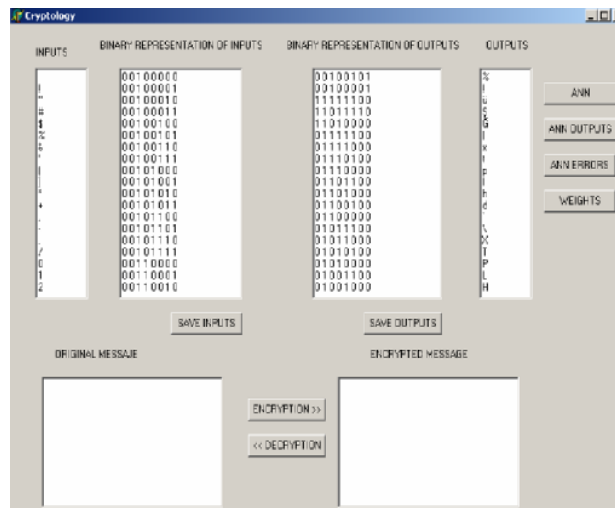 Cryptology
INPUTS BINARY REPRESENTATION OF INPUTS BINARY REPRESENTATION OF OUTPUTS OUTPUTS
00100000 00100101 %
! 00100001 00100001 !
" 00100010 11111100 ü
# 00100011 11011110 Ş
$ 00100100 11010000 Ğ
% 00100101 01111100 |
& 00100110 01111000 x
' 00100111 01110100 t
( 00101000 01110000 p
) 00101001 01101100 l
* 00101010 01101000 h
+ 00101011 01100100 d
, 00101100 01100000 `
- 00101101 01011100 \
. 00101110 01011000 X
/ 00101111 01010100 T
0 00110000 01010000 P
1 00110001 01001100 L
2 00110010 01001000 H
ANN
ANN OUTPUTS
ANN ERRORS
WEIGHTS
SAVE INPUTS SAVE OUTPUTS
ORIGINAL MESSAJE ENCRYPTED MESSAGE
ENCRYPTION >>
<< DECRYPTION